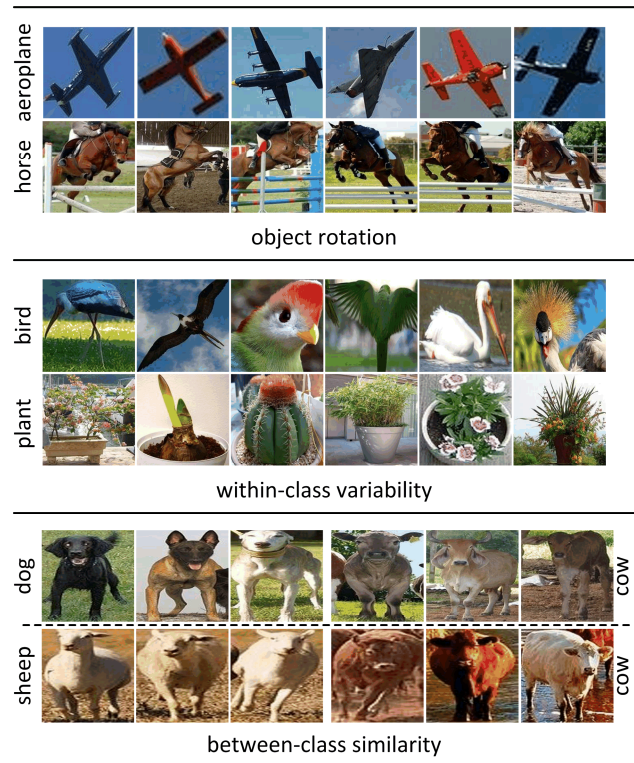 aeroplane
horse
object rotation
bird
plant
within-class variability
dog
cow
sheep
cow
between-class similarity